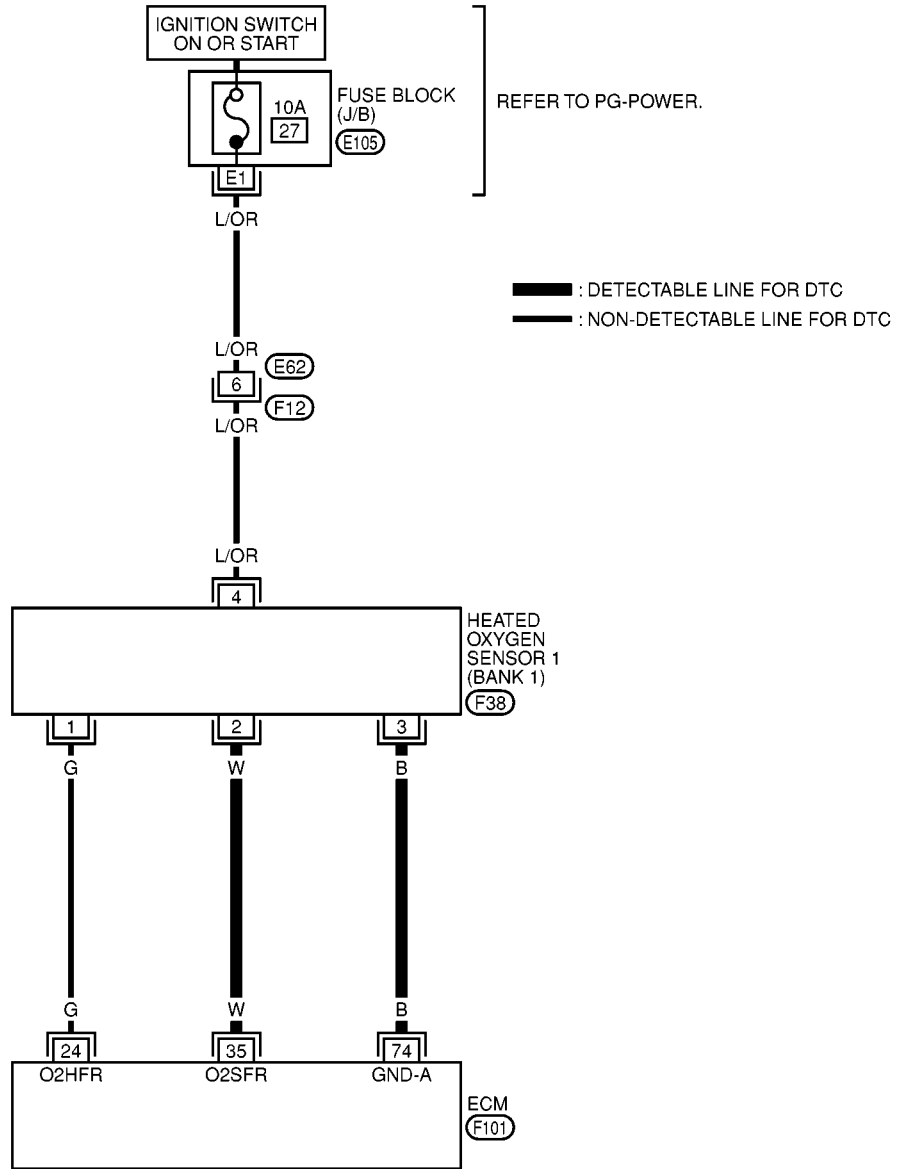 IGNITION SWITCH
ON OR START
FUSE BLOCK
(J/B)
10A
27
E105
REFER TO PG-POWER.
E1
L/OR
: DETECTABLE LINE FOR DTC
: NON-DETECTABLE LINE FOR DTC
L/OR
E62
6
F12
L/OR
L/OR
4
HEATED
OXYGEN
SENSOR 1
(BANK 1)
F38
1 2 3
G W B
G W B
24 35 74
O2HFR O2SFR GND-A
ECM
F101